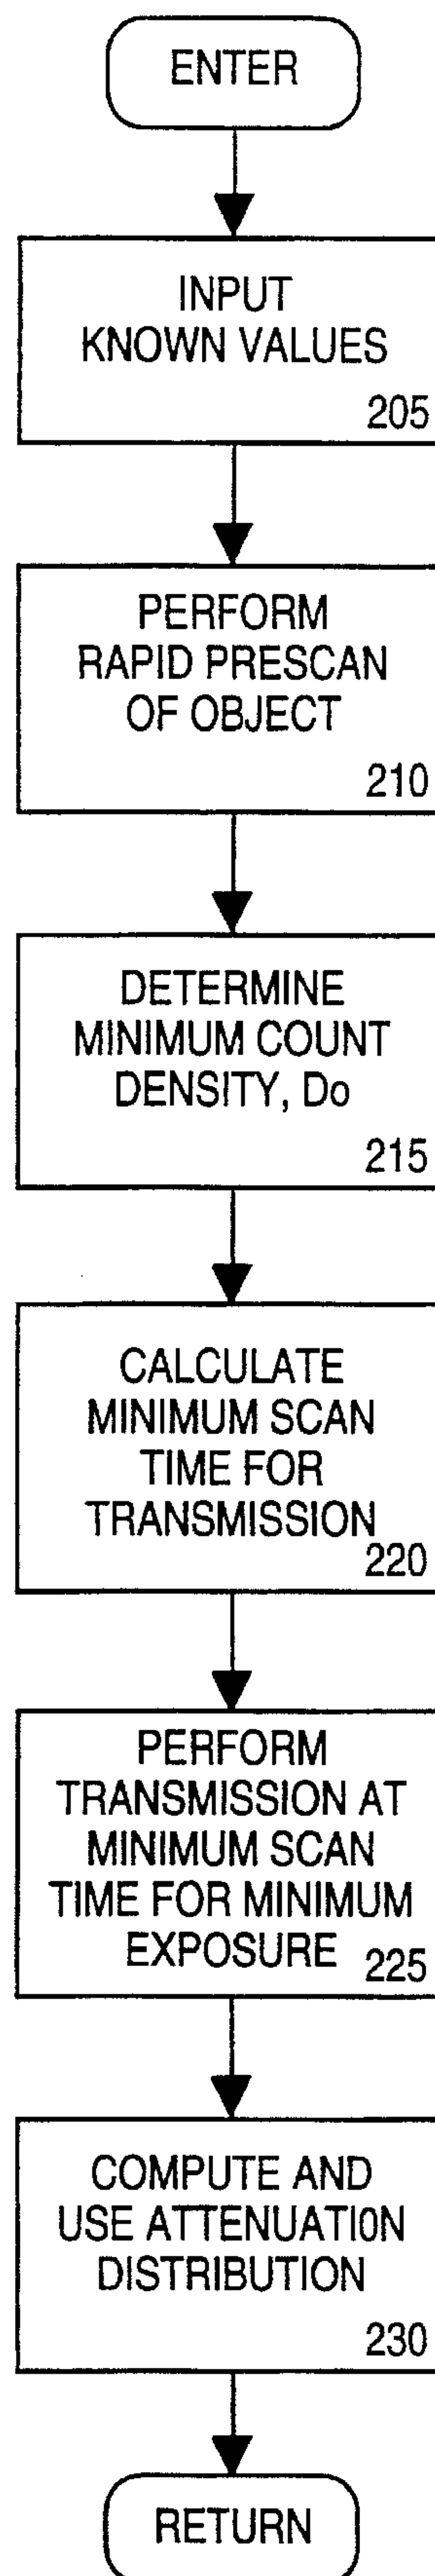 ENTER
INPUT
KNOWN VALUES
205
PERFORM
RAPID PRESCAN
OF OBJECT
210
DETERMINE
MINIMUM COUNT
DENSITY, Do
215
CALCULATE
MINIMUM SCAN
TIME FOR
TRANSMISSION
220
PERFORM
TRANSMISSION AT
MINIMUM SCAN
TIME FOR MINIMUM
EXPOSURE 225
COMPUTE AND
USE ATTENUATION
DISTRIBUTION
230
RETURN